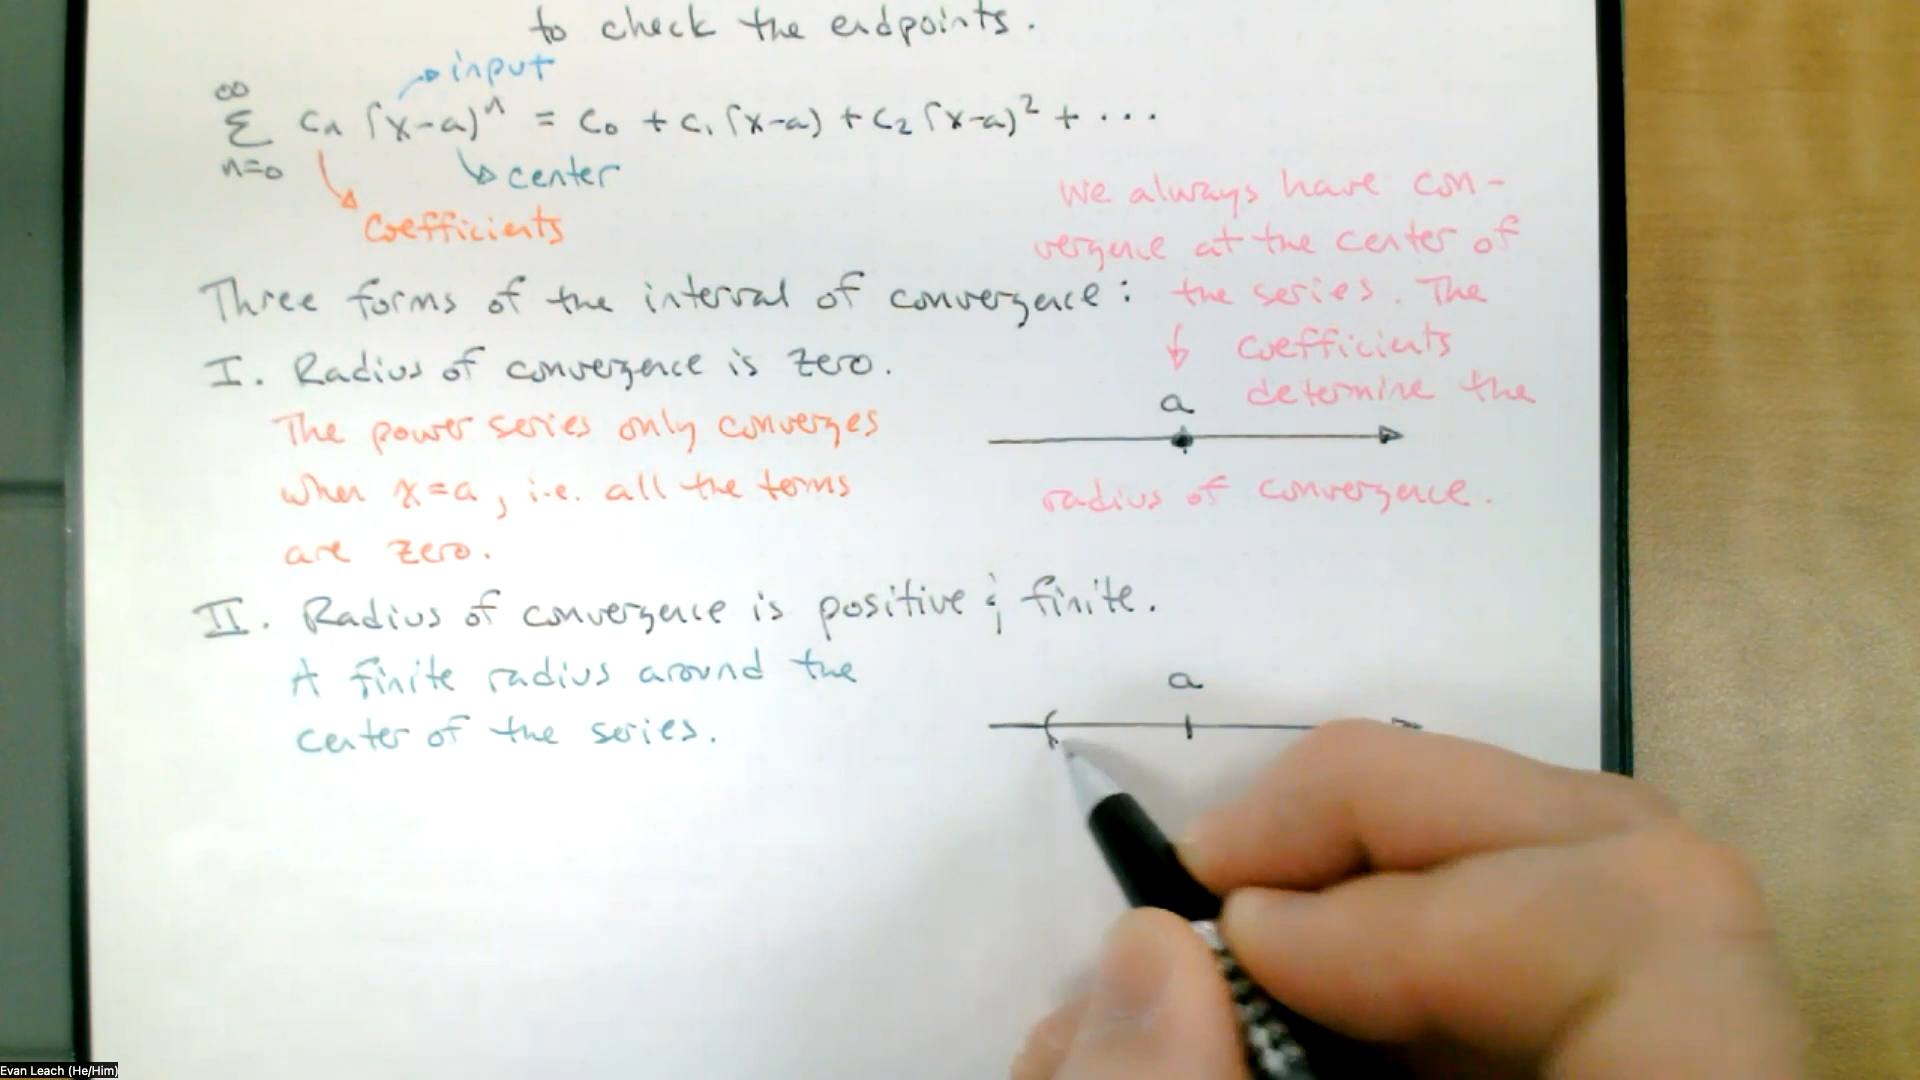 to check the endpoints.
input
∞
Σ cn (x-a)^n = c0 + c1 (x-a) + c2 (x-a)^2 + ...
n=0
center
coefficients
we always have con-
vergence at the center of
Three forms of the interval of convergence:
the series. The
coefficients
determine the
radius of convergence.
I. Radius of convergence is zero.
a
The power series only converges
when x=a, i.e. all the terms
are zero.
II. Radius of convergence is positive & finite.
A finite radius around the
center of the series.
a
(
Evan Leach (He/Him)